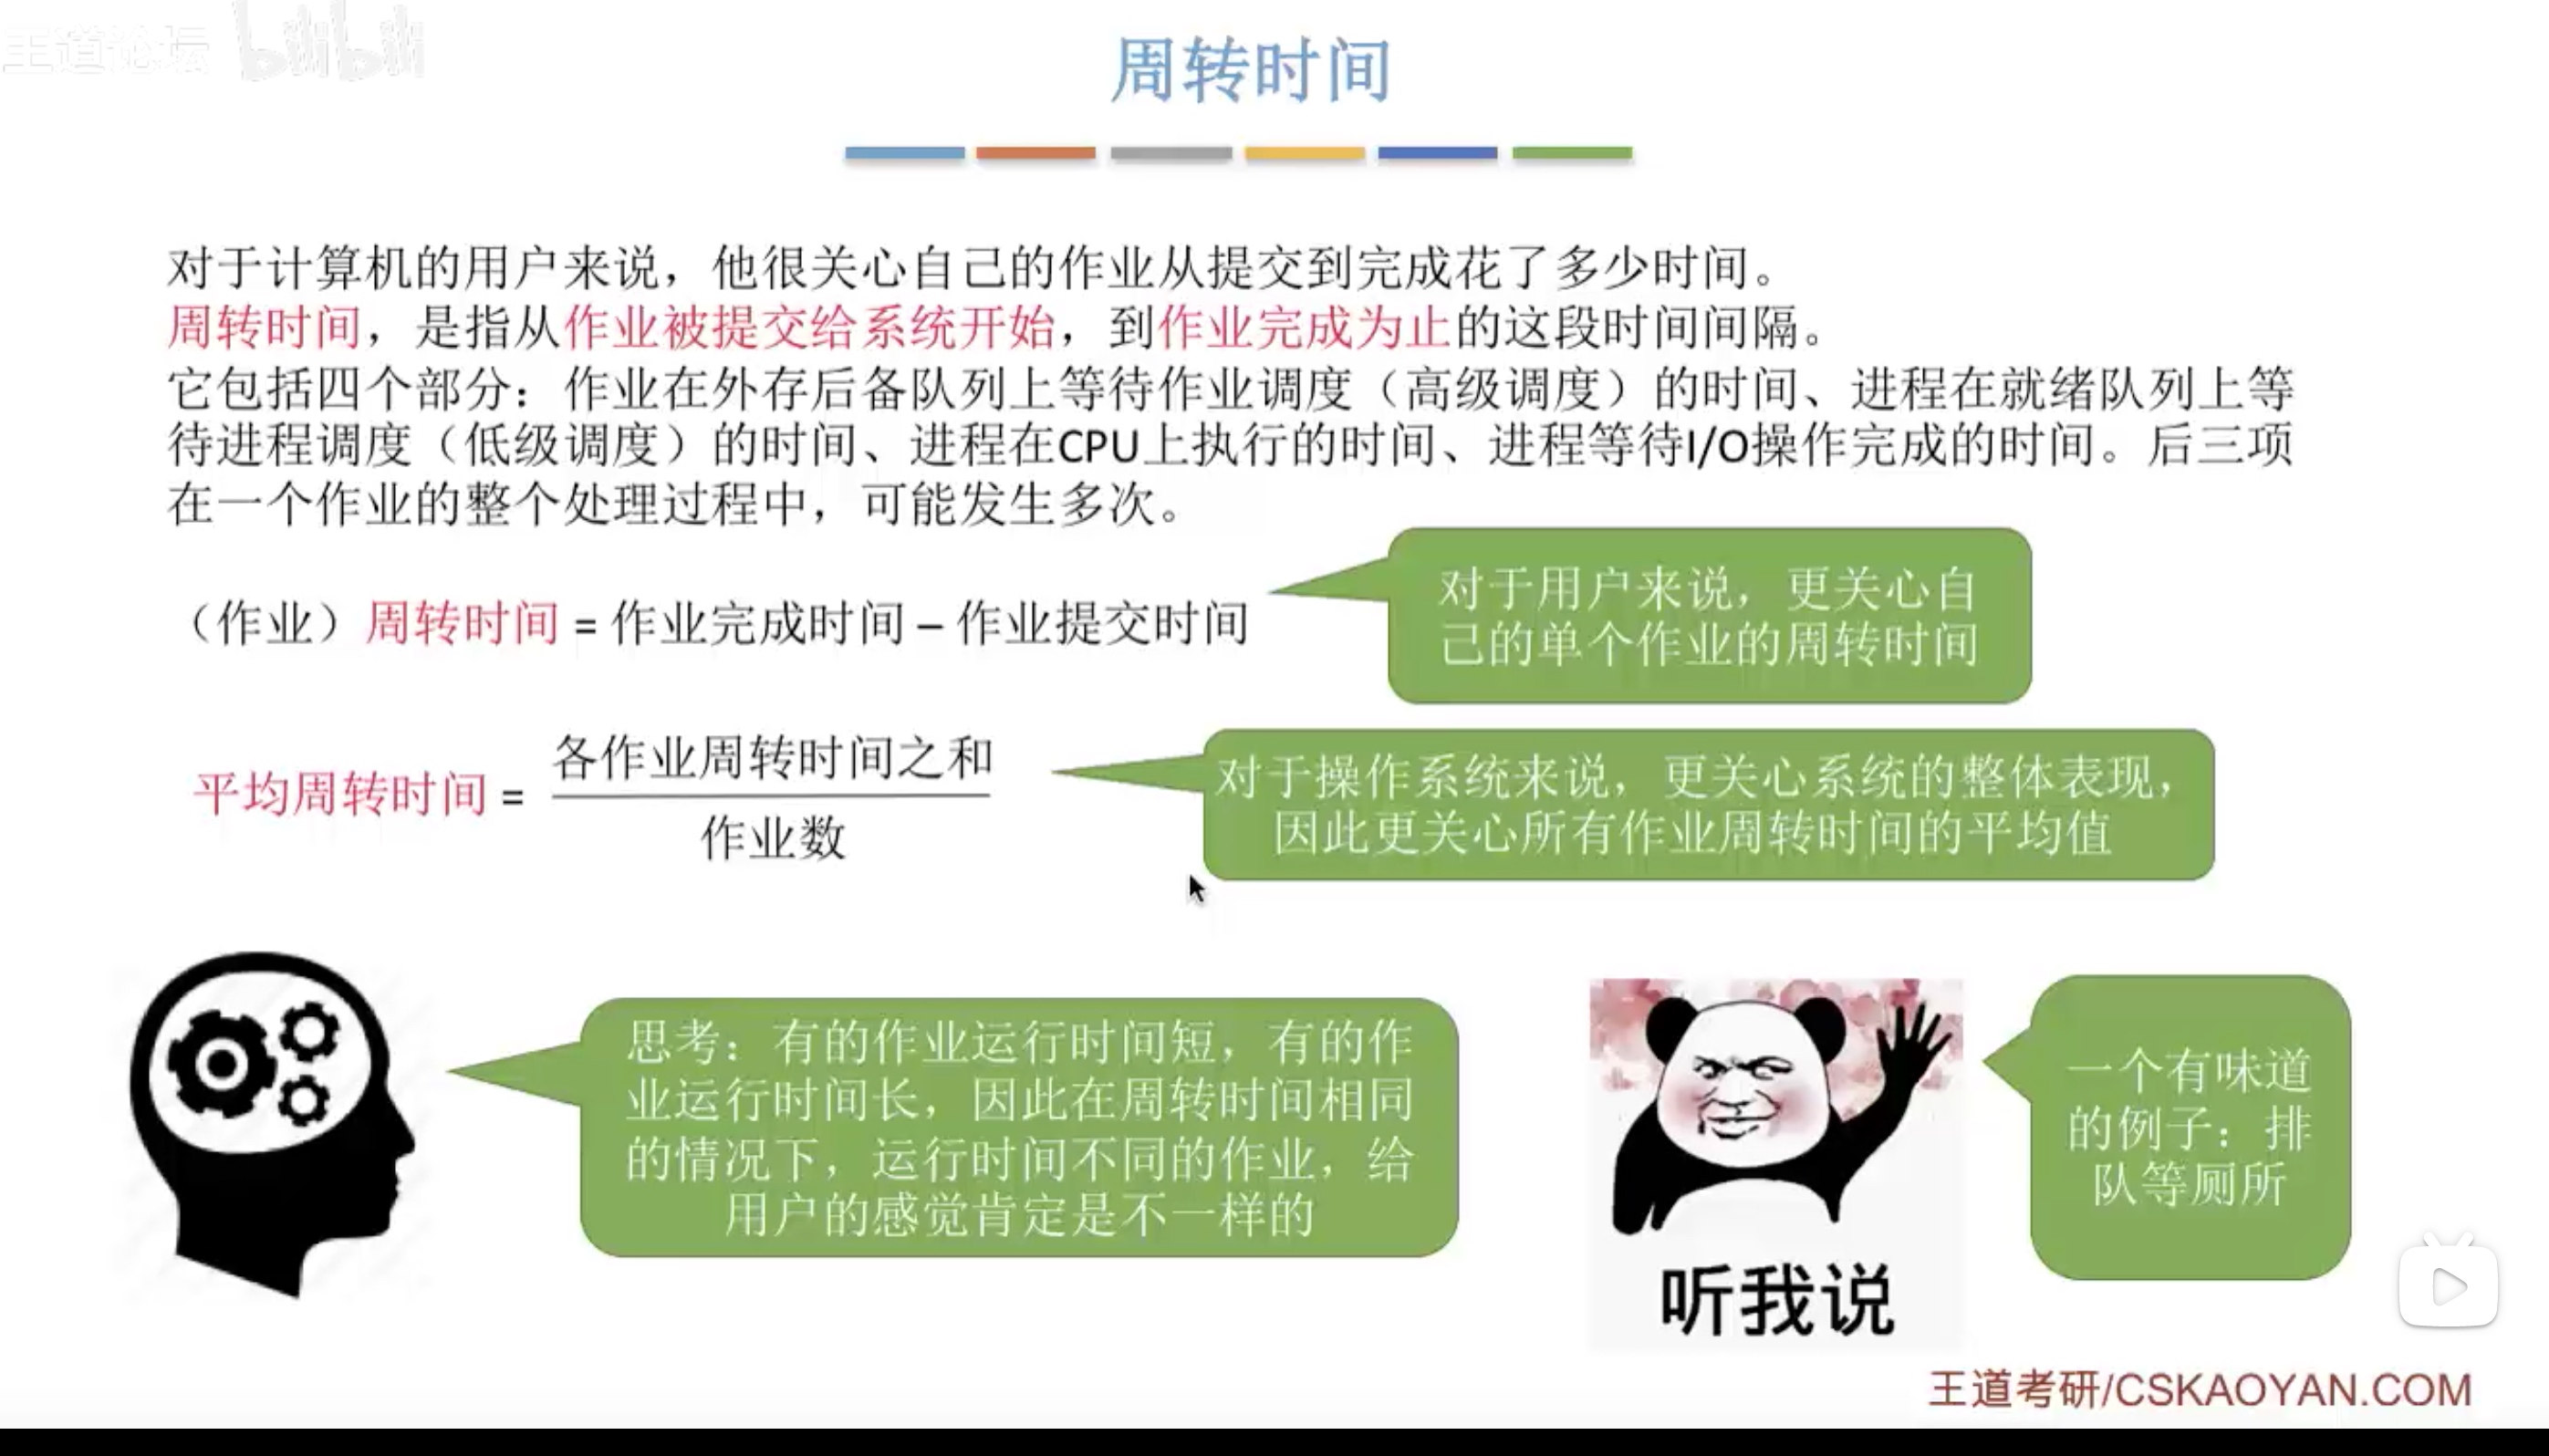 王道论坛 bilibili
周转时间
对于计算机的用户来说，他很关心自己的作业从提交到完成花了多少时间。
周转时间，是指从作业被提交给系统开始，到作业完成为止的这段时间间隔。
它包括四个部分：作业在外存后备队列上等待作业调度（高级调度）的时间、进程在就绪队列上等
待进程调度（低级调度）的时间、进程在CPU上执行的时间、进程等待I/O操作完成的时间。后三项
在一个作业的整个处理过程中，可能发生多次。
（作业）周转时间 = 作业完成时间 – 作业提交时间
对于用户来说，更关心自
己的单个作业的周转时间
平均周转时间 =
各作业周转时间之和
作业数
对于操作系统来说，更关心系统的整体表现，
因此更关心所有作业周转时间的平均值
思考：有的作业运行时间短，有的作
业运行时间长，因此在周转时间相同
的情况下，运行时间不同的作业，给
用户的感觉肯定是不一样的
听我说
一个有味道
的例子：排
队等厕所
王道考研/CSKAOYAN.COM